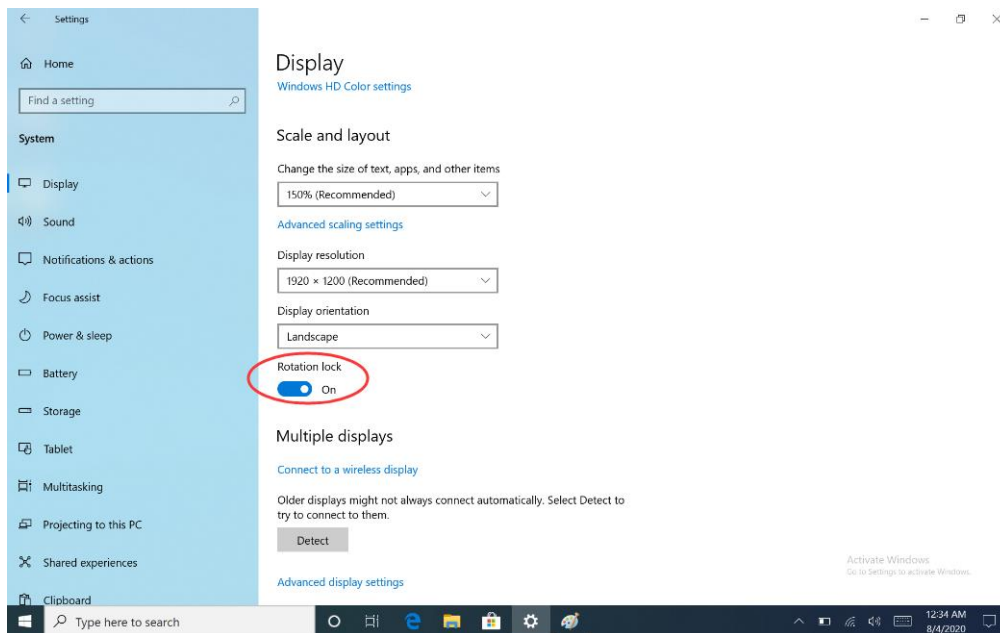 Settings
Home
Find a setting
System
Display
Sound
Notifications & actions
Focus assist
Power & sleep
Battery
Storage
Tablet
Multitasking
Projecting to this PC
Shared experiences
Clipboard
Display
Windows HD Color settings
Scale and layout
Change the size of text, apps, and other items
150% (Recommended)
Advanced scaling settings
Display resolution
1920 × 1200 (Recommended)
Display orientation
Landscape
Rotation lock
On
Multiple displays
Connect to a wireless display
Older displays might not always connect automatically. Select Detect to
try to connect to them.
Detect
Advanced display settings
Activate Windows
Go to Settings to activate Windows.
Type here to search
12:34 AM
8/4/2020